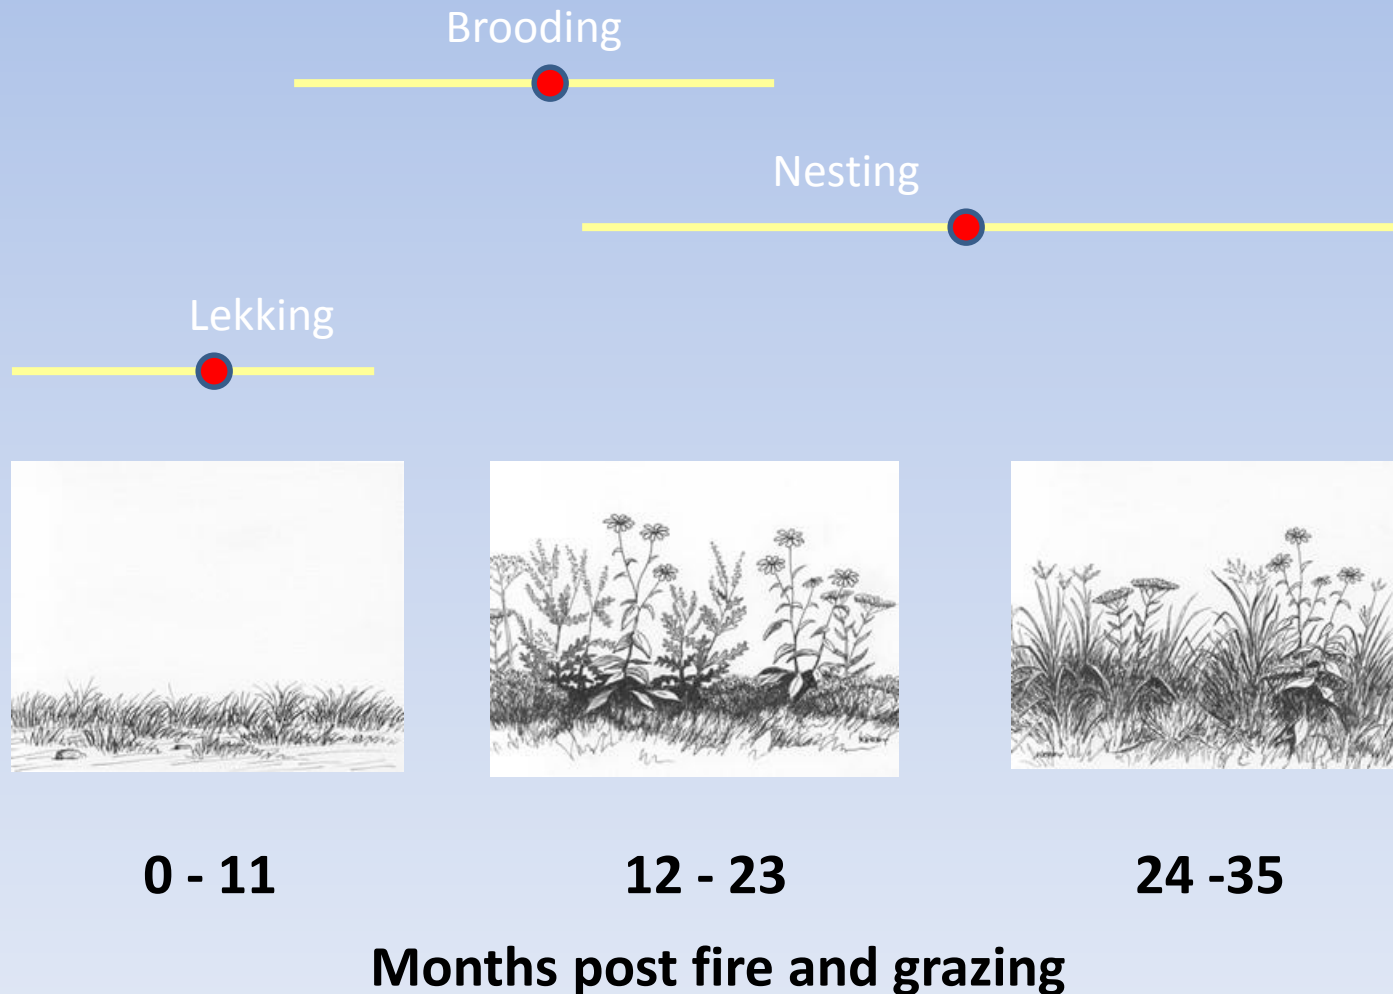 Brooding
Nesting
Lekking
0 - 11
12 - 23
24 -35
Months post fire and grazing